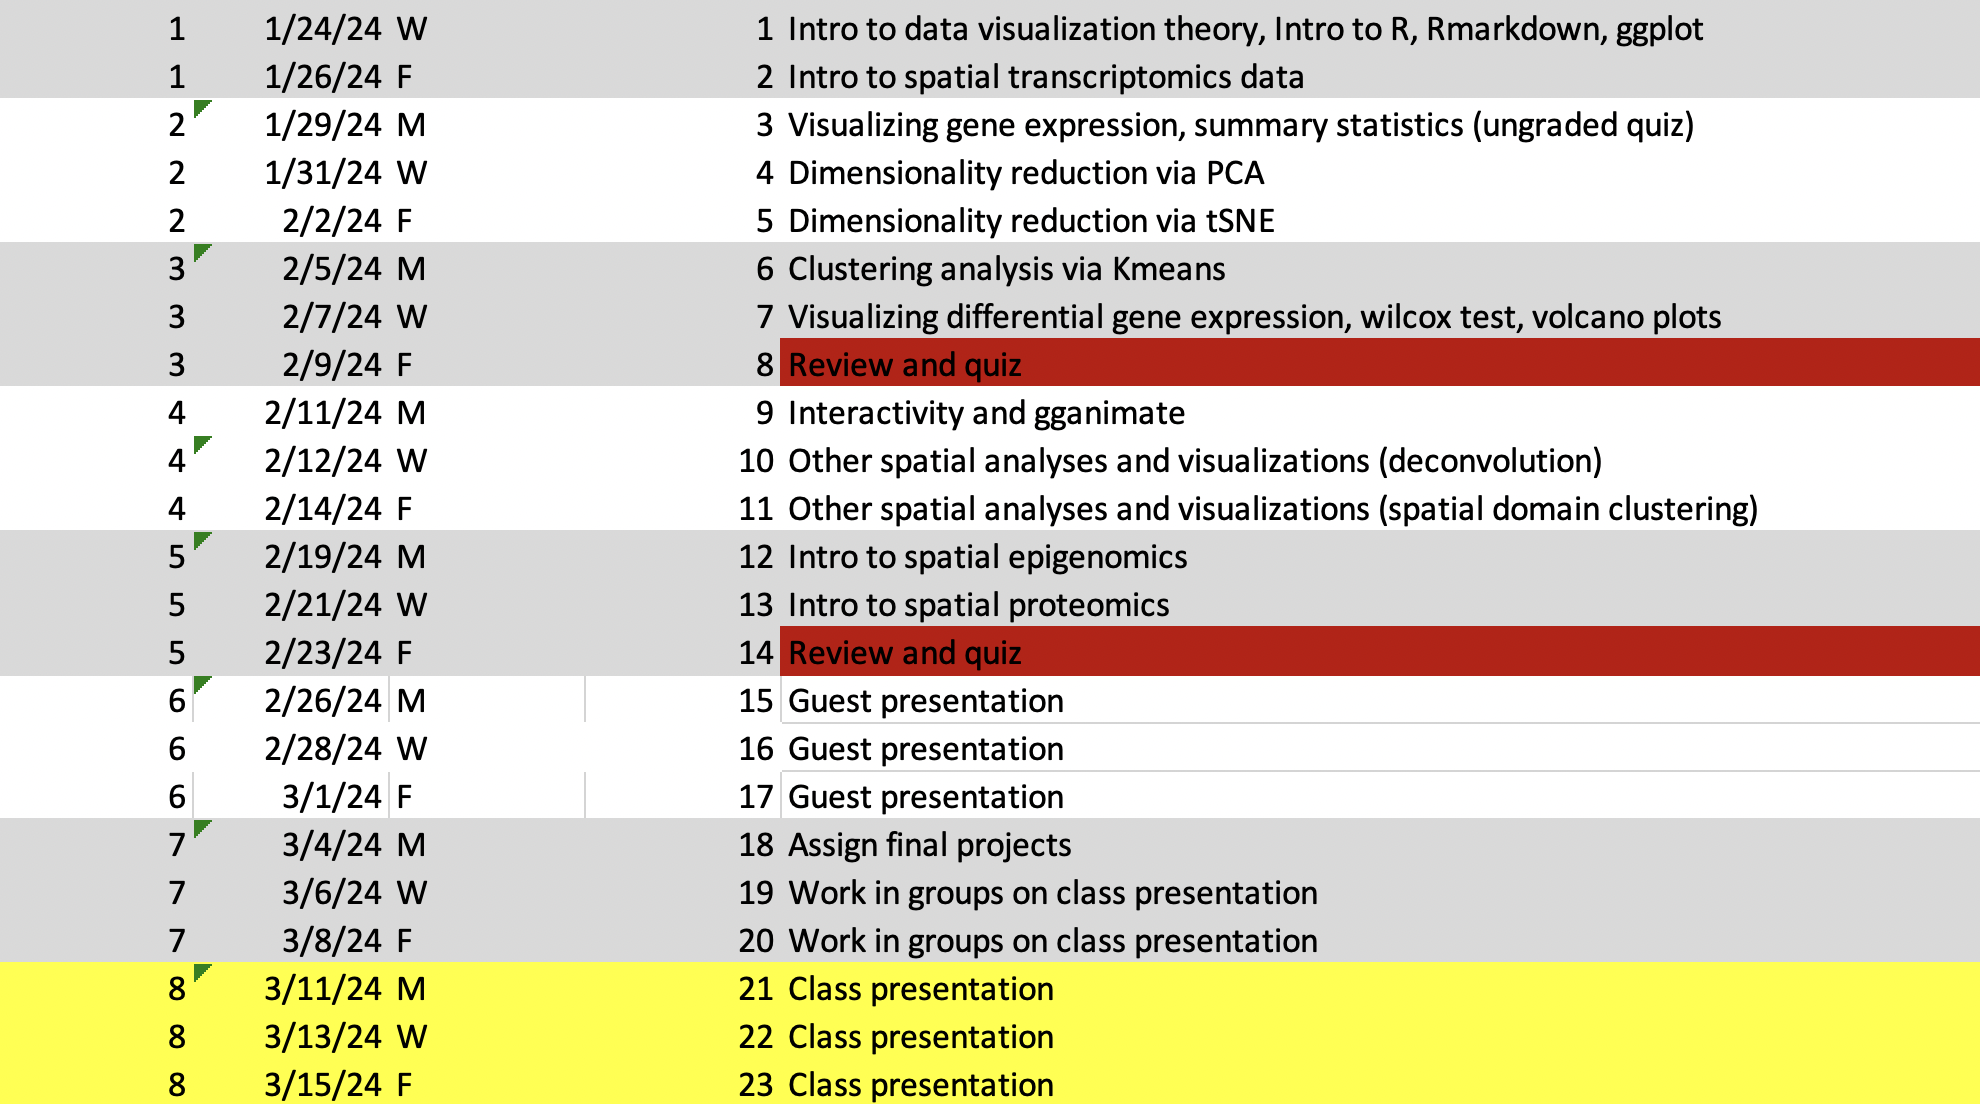 1 1/24/24 W 1 Intro to data visualization theory, Intro to R, Rmarkdown, ggplot
1 1/26/24 F 2 Intro to spatial transcriptomics data
2 1/29/24 M 3 Visualizing gene expression, summary statistics (ungraded quiz)
2 1/31/24 W 4 Dimensionality reduction via PCA
2 2/2/24 F 5 Dimensionality reduction via tSNE
3 2/5/24 M 6 Clustering analysis via Kmeans
3 2/7/24 W 7 Visualizing differential gene expression, wilcox test, volcano plots
3 2/9/24 F 8 Review and quiz
4 2/11/24 M 9 Interactivity and gganimate
4 2/12/24 W 10 Other spatial analyses and visualizations (deconvolution)
4 2/14/24 F 11 Other spatial analyses and visualizations (spatial domain clustering)
5 2/19/24 M 12 Intro to spatial epigenomics
5 2/21/24 W 13 Intro to spatial proteomics
5 2/23/24 F 14 Review and quiz
6 2/26/24 M 15 Guest presentation
6 2/28/24 W 16 Guest presentation
6 3/1/24 F 17 Guest presentation
7 3/4/24 M 18 Assign final projects
7 3/6/24 W 19 Work in groups on class presentation
7 3/8/24 F 20 Work in groups on class presentation
8 3/11/24 M 21 Class presentation
8 3/13/24 W 22 Class presentation
8 3/15/24 F 23 Class presentation